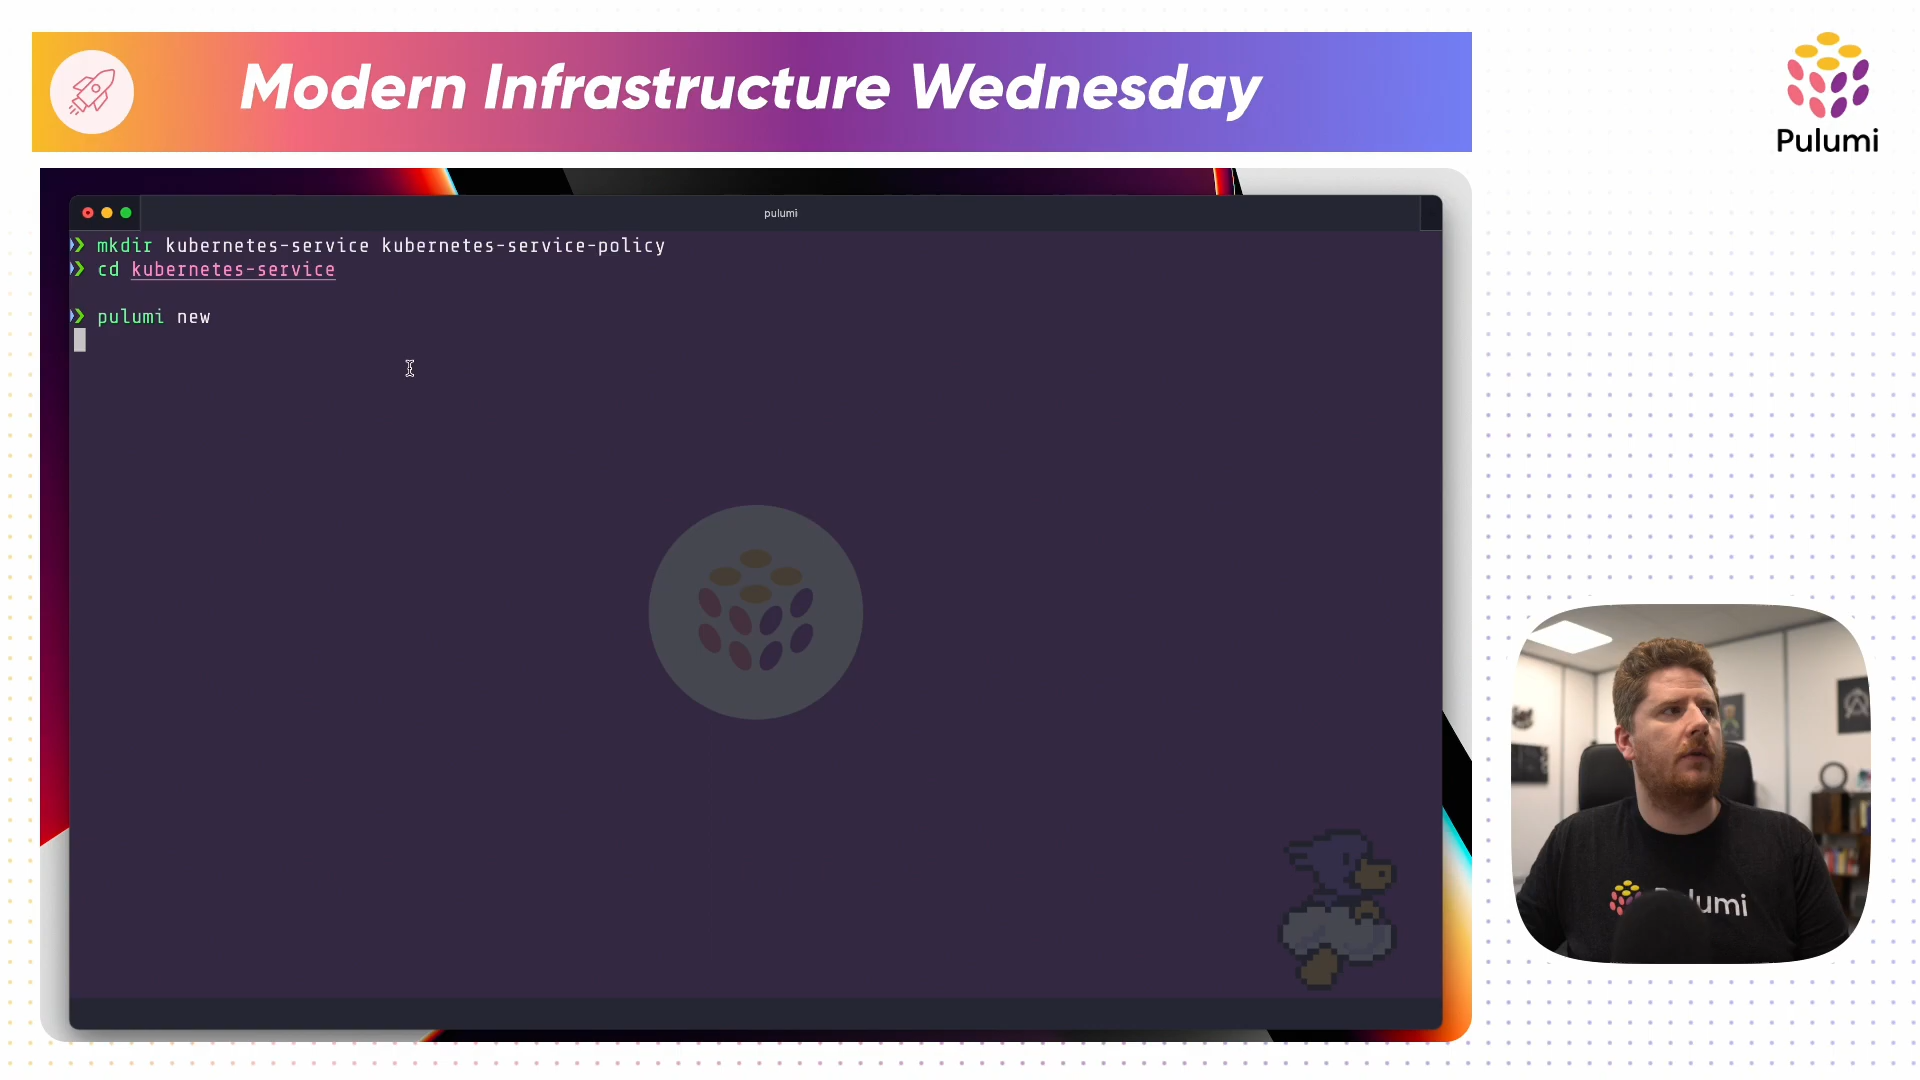 Modern Infrastructure Wednesday
Pulumi
pulumi
❯ mkdir kubernetes-service kubernetes-service-policy
❯ cd kubernetes-service
❯ pulumi new